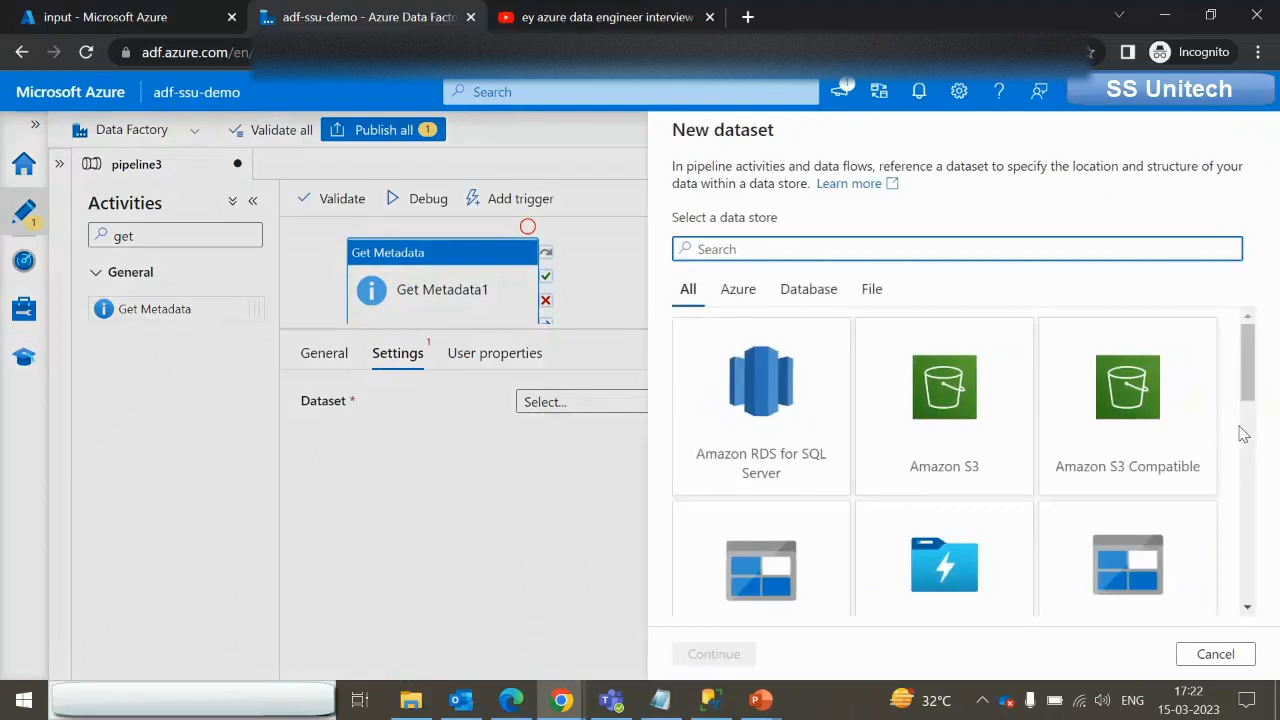 input - Microsoft Azure
adf-ssu-demo - Azure Data Facto
ey azure data engineer interview
adf.azure.com/en/
Incognito
Microsoft Azure
adf-ssu-demo
Search
1
SS Unitech
Data Factory
Validate all
Publish all
1
pipeline3
Activities
get
General
Get Metadata
1
Validate
Debug
Add trigger
Get Metadata
Get Metadata1
General
Settings
1
User properties
Dataset *
Select...
New dataset
In pipeline activities and data flows, reference a dataset to specify the location and structure of your
data within a data store. Learn more
Select a data store
Search
All
Azure
Database
File
Amazon RDS for SQL
Server
Amazon S3
Amazon S3 Compatible
Continue
Cancel
32°C
ENG
17:22
15-03-2023